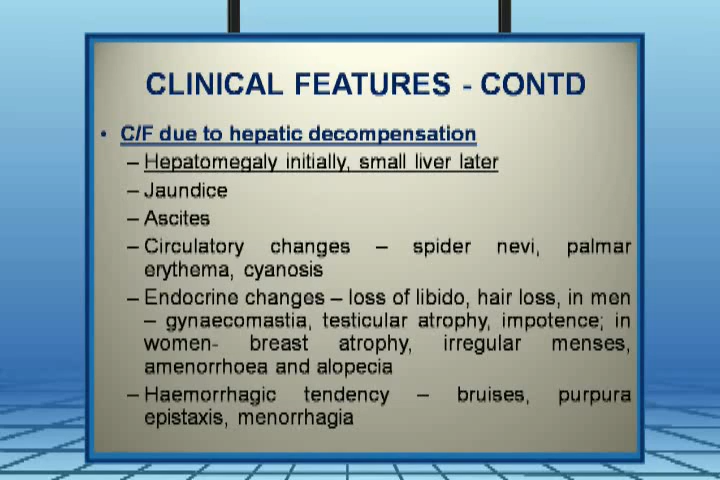 CLINICAL FEATURES - CONTD
• C/F due to hepatic decompensation
– Hepatomegaly initially, small liver later
– Jaundice
– Ascites
– Circulatory changes – spider nevi, palmar
erythema, cyanosis
– Endocrine changes – loss of libido, hair loss, in men
– gynaecomastia, testicular atrophy, impotence; in
women- breast atrophy, irregular menses,
amenorrhoea and alopecia
– Haemorrhagic tendency – bruises, purpura
epistaxis, menorrhagia